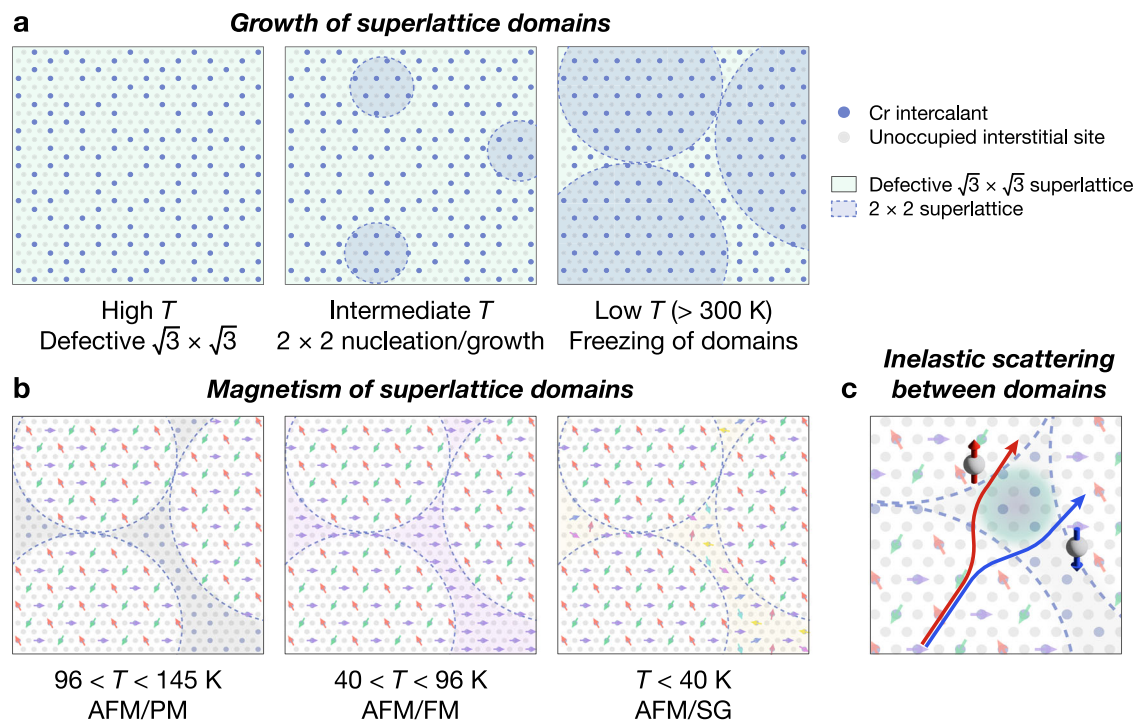 a
Growth of superlattice domains
High T
Defective √3 × √3
Intermediate T
2 × 2 nucleation/growth
Low T (> 300 K)
Freezing of domains
Cr intercalant
Unoccupied interstitial site
Defective √3 × √3 superlattice
2 × 2 superlattice
b
Magnetism of superlattice domains
96 < T < 145 K
AFM/PM
40 < T < 96 K
AFM/FM
T < 40 K
AFM/SG
c
Inelastic scattering
between domains